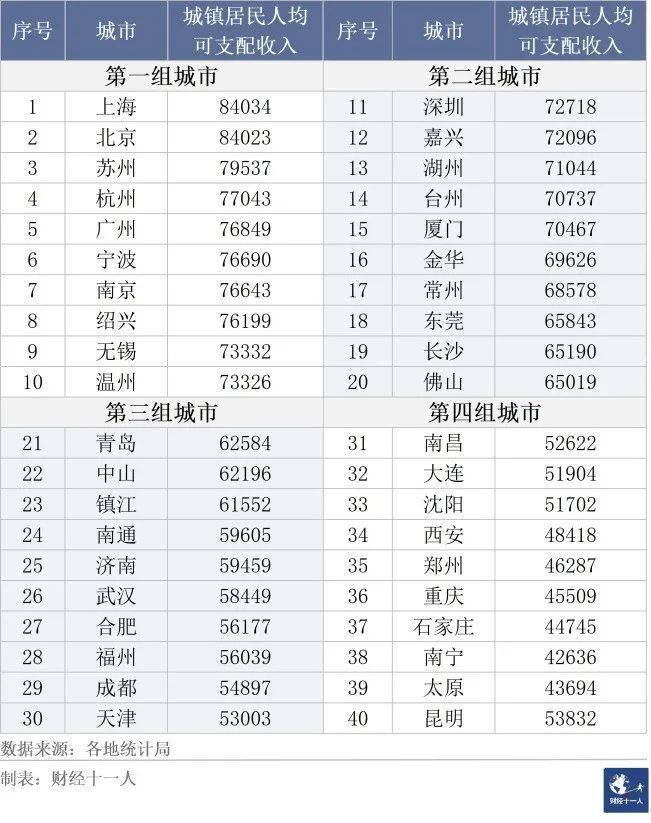 序号 城市 城镇居民人均可支配收入 序号 城市 城镇居民人均可支配收入
第一组城市 第二组城市
1 上海 84034 11 深圳 72718
2 北京 84023 12 嘉兴 72096
3 苏州 79537 13 湖州 71044
4 杭州 77043 14 台州 70737
5 广州 76849 15 厦门 70467
6 宁波 76690 16 金华 69626
7 南京 76643 17 常州 68578
8 绍兴 76199 18 东莞 65843
9 无锡 73332 19 长沙 65190
10 温州 73326 20 佛山 65019
第三组城市 第四组城市
21 青岛 62584 31 南昌 52622
22 中山 62196 32 大连 51904
23 镇江 61552 33 沈阳 51702
24 南通 59605 34 西安 48418
25 济南 59459 35 郑州 46287
26 武汉 58449 36 重庆 45509
27 合肥 56177 37 石家庄 44745
28 福州 56039 38 南宁 42636
29 成都 54897 39 太原 43694
30 天津 53003 40 昆明 53832
数据来源：各地统计局
制表：财经十一人
财经十一人